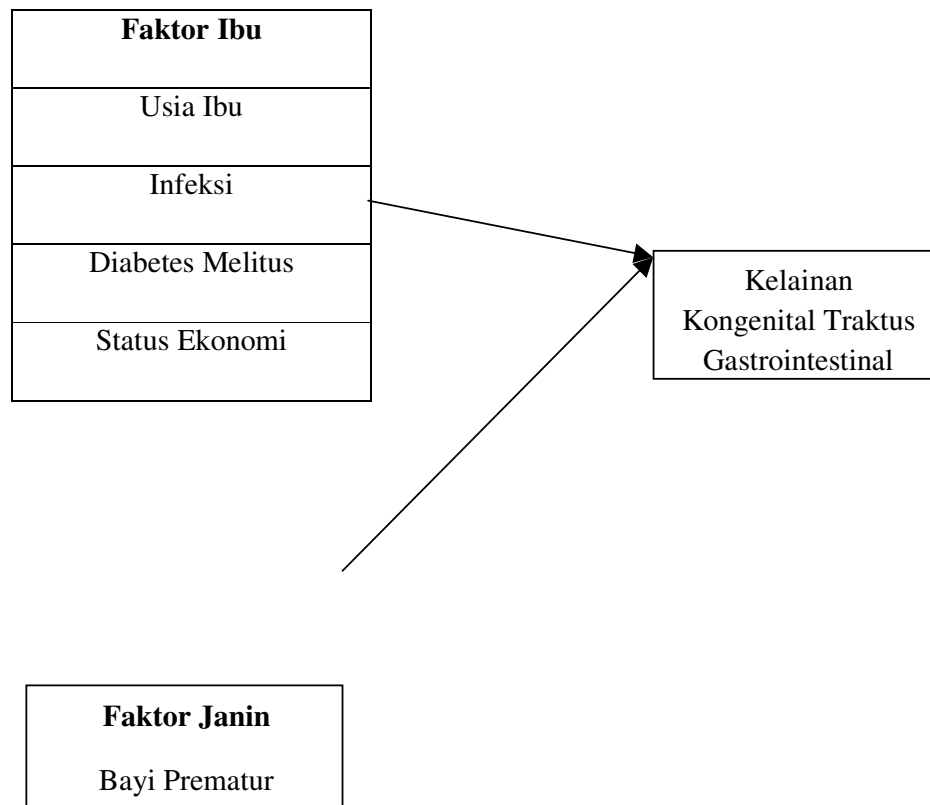 Faktor Ibu
Usia Ibu
Infeksi
Diabetes Melitus
Status Ekonomi
Kelainan
Kongenital Traktus
Gastrointestinal
Faktor Janin
Bayi Prematur